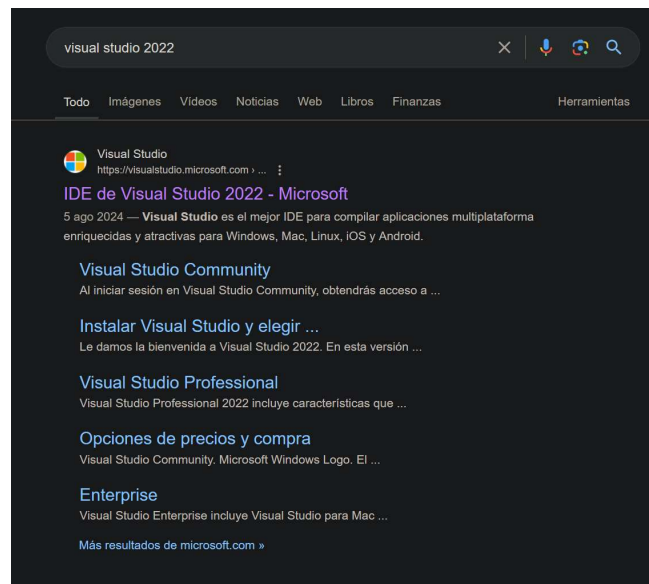 visual studio 2022
Todo Imágenes Vídeos Noticias Web Libros Finanzas Herramientas
Visual Studio
https://visualstudio.microsoft.com › ...
IDE de Visual Studio 2022 - Microsoft
5 ago 2024 — Visual Studio es el mejor IDE para compilar aplicaciones multiplataforma
enriquecidas y atractivas para Windows, Mac, Linux, iOS y Android.
Visual Studio Community
Al iniciar sesión en Visual Studio Community, obtendrás acceso a ...
Instalar Visual Studio y elegir ...
Le damos la bienvenida a Visual Studio 2022. En esta versión ...
Visual Studio Professional
Visual Studio Professional 2022 incluye características que ...
Opciones de precios y compra
Visual Studio Community. Microsoft Windows Logo. El ...
Enterprise
Visual Studio Enterprise incluye Visual Studio para Mac ...
Más resultados de microsoft.com »